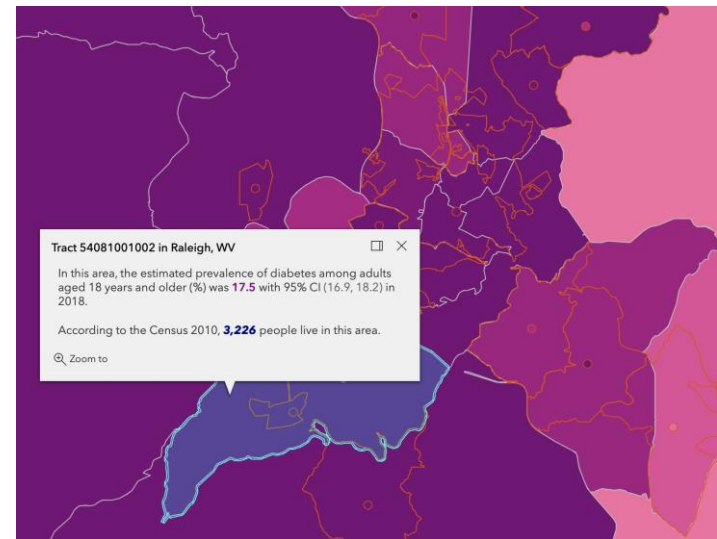 Tract 54081001002 in Raleigh, WV
In this area, the estimated prevalence of diabetes among adults
aged 18 years and older (%) was 17.5 with 95% CI (16.9, 18.2) in
2018.
According to the Census 2010, 3,226 people live in this area.
Zoom to